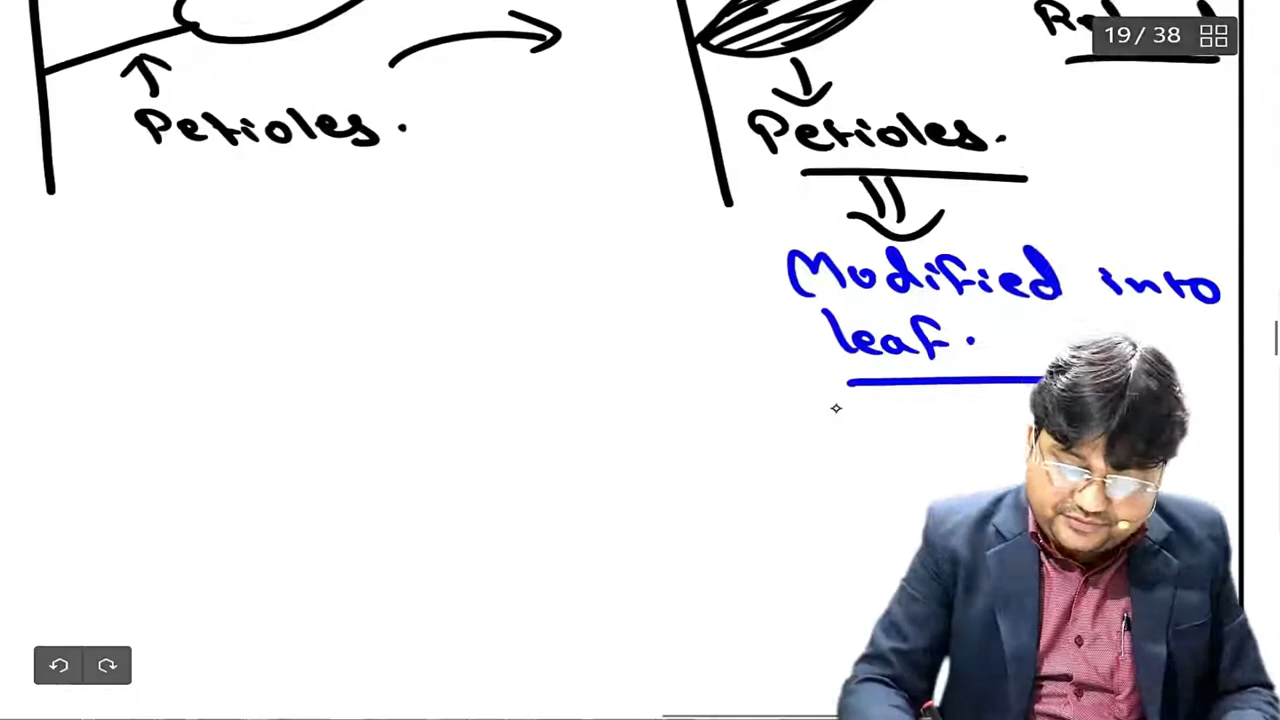 19 / 38
Petioles.
Petioles.
Modified into
leaf.